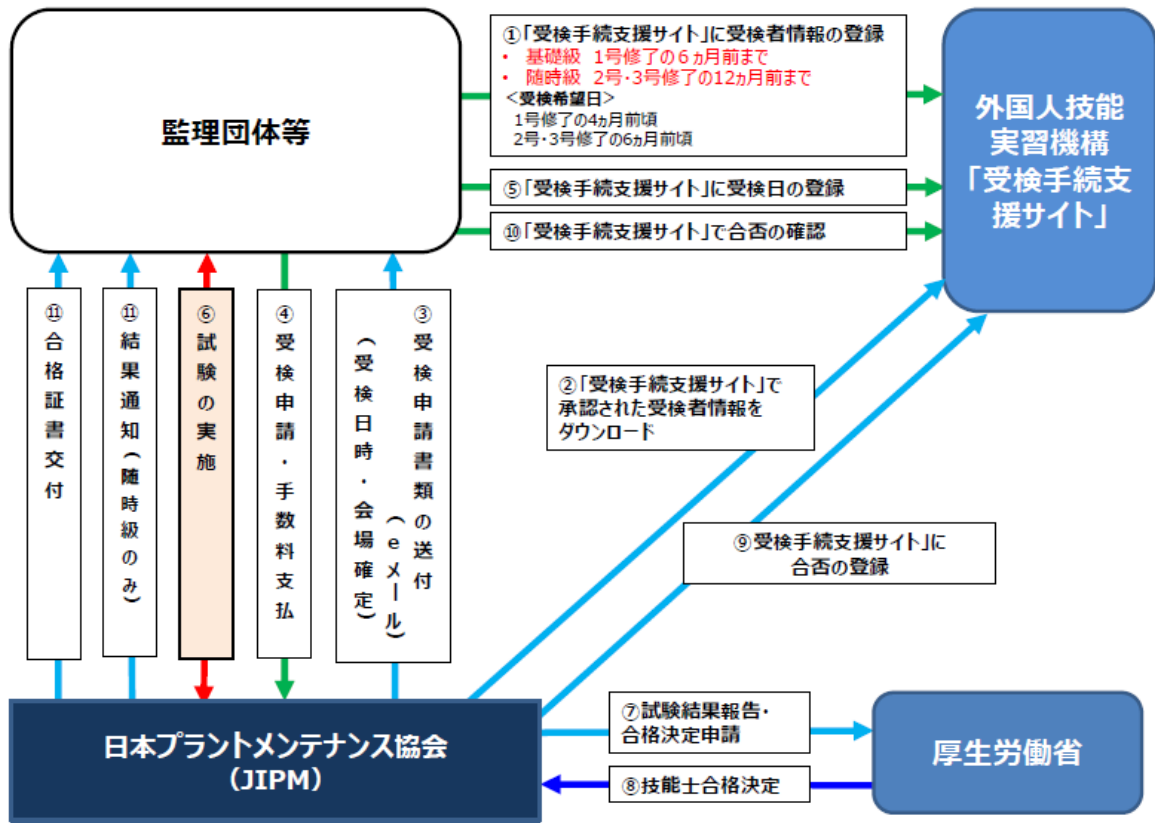 監理団体等
①「受検手続支援サイト」に受検者情報の登録
• 基礎級 1号修了の6ヵ月前まで
• 随時級 2号・3号修了の12ヵ月前まで
<受検希望日>
1号修了の4ヵ月前頃
2号・3号修了の6ヵ月前頃
外国人技能
実習機構
「受検手続支
援サイト」
⑤「受検手続支援サイト」に受検日の登録
⑩「受検手続支援サイト」で合否の確認
⑪合格証書交付
⑪結果通知(随時級のみ)
⑥試験の実施
④受検申請・手数料支払
③受検申請書類の送付
(eメール)
(受検日時・会場確定)
②「受検手続支援サイト」で
承認された受検者情報を
ダウンロード
⑨受検手続支援サイト」に
合否の登録
日本プラントメンテナンス協会
(JIPM)
⑦試験結果報告・
合格決定申請
⑧技能士合格決定
厚生労働省